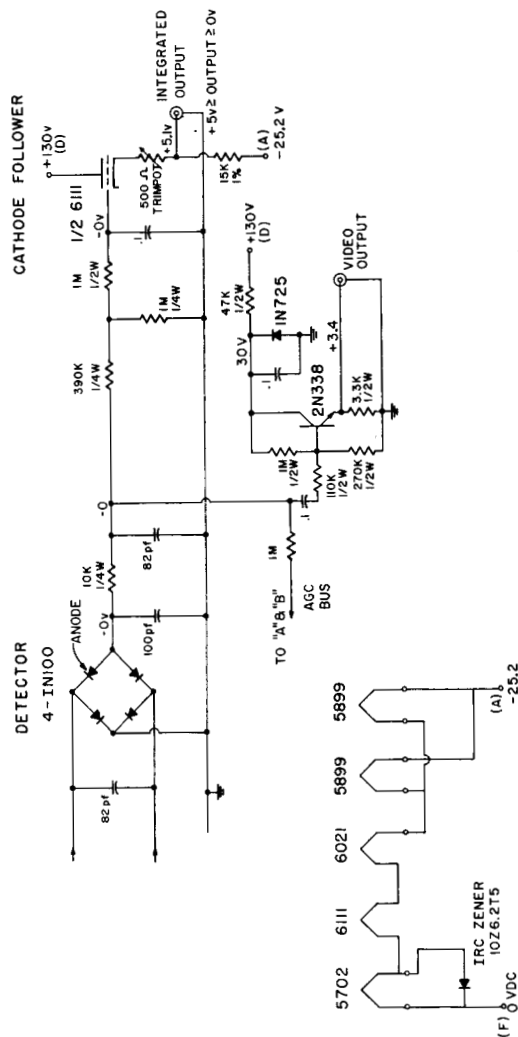 DETECTOR
4-IN100
ANODE
82pf
-0v
100pf
10K
1/4W
82pf
-0
390K
1/4W
1M
1/2W
1M
1/4W
CATHODE FOLLOWER
1/2 6111
-0v
.1
+130v
(D)
500 Ω
TRIMPOT
+5.1v
INTEGRATED
OUTPUT
+5v ≥ OUTPUT ≥ 0v
15K
1%
(A)
-25.2 V
1M
TO "A" & "B"
AGC
BUS
.1
110K
1/2W
1M
1/2W
270K
1/2W
30V
.1
2N338
47K
1/2W
+130V
(D)
1N725
+3.4
3.3K
1/2W
VIDEO OUTPUT
5702
6111
6021
5899
5899
IRC ZENER
10Z6.2T5
(F)
0 VDC
(A)
-25.2